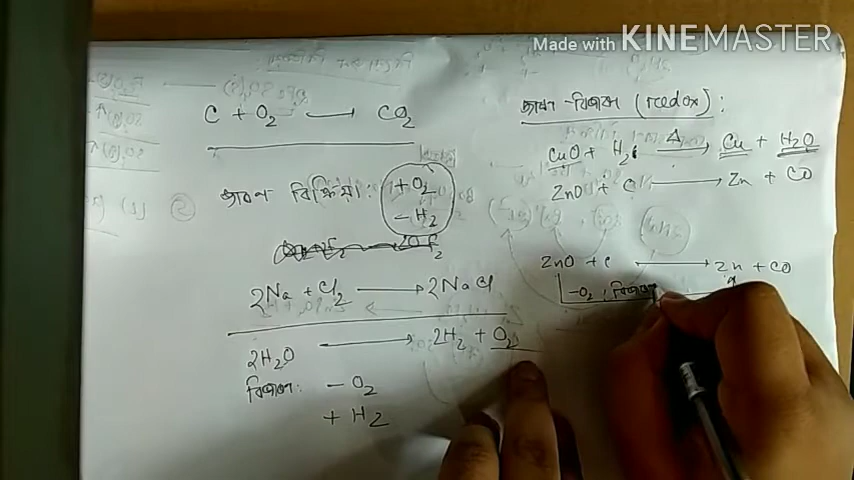 Made with KINEMASTER
C + O₂ → CO₂
জারণ বিক্রিয়া: + O₂
- H₂
2Na + Cl₂ → 2NaCl
2H₂O → 2H₂ + O₂
বিজারণ: - O₂
+ H₂
জারণ-বিজারণ (redox):
CuO + H₂ Δ→ Cu + H₂O
ZnO + C → Zn + CO
ZnO + C → Zn + CO
-O₂, বিজারণ